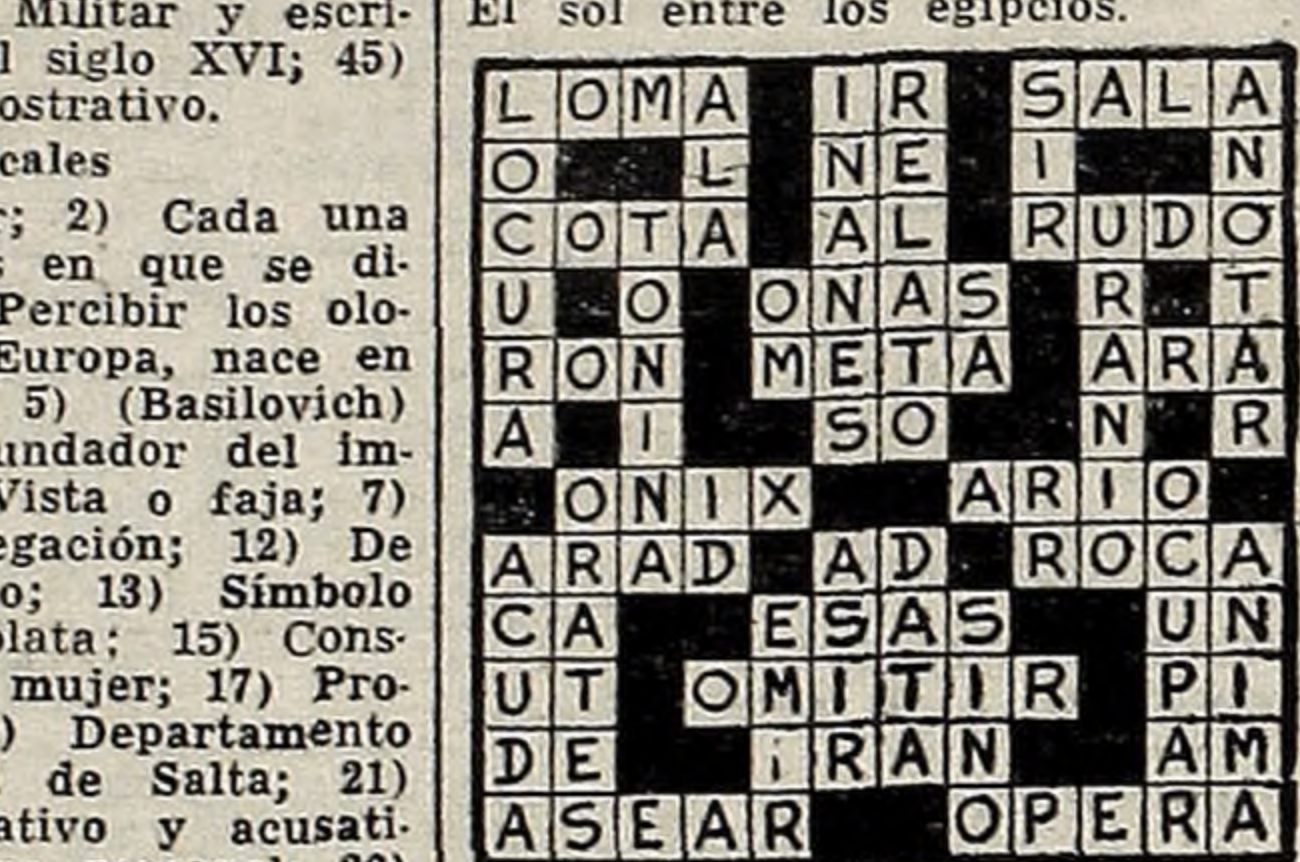 Militar y escri-
l siglo XVI; 45)
ostrativo.
cales
r; 2) Cada una
s en que se di-
Percibir los olo-
Europa, nace en
5) (Basilovich)
undador del im-
Vista o faja; 7)
egación; 12) De
o; 13) Símbolo
plata; 15) Cons-
mujer; 17) Pro-
) Departamento
de Salta; 21)
ativo y acusati-
El sol entre los egipcios.
LOMA IR SALA
O L NE I N
COTA AL RUDO
U O ONAS R T
RON META ARA
A I SO N R
ONIX ARIO
ARAD AD ROCA
CA ESAS UN
UT OMITIR PI
DE iRAN AM
ASEAR OPERA